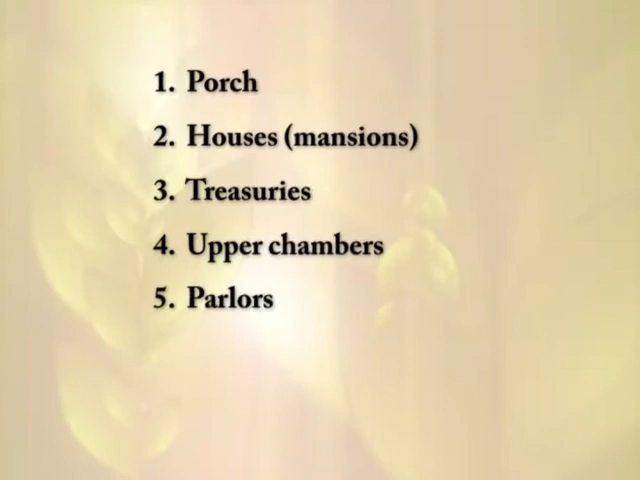 1. Porch
2. Houses (mansions)
3. Treasuries
4. Upper chambers
5. Parlors